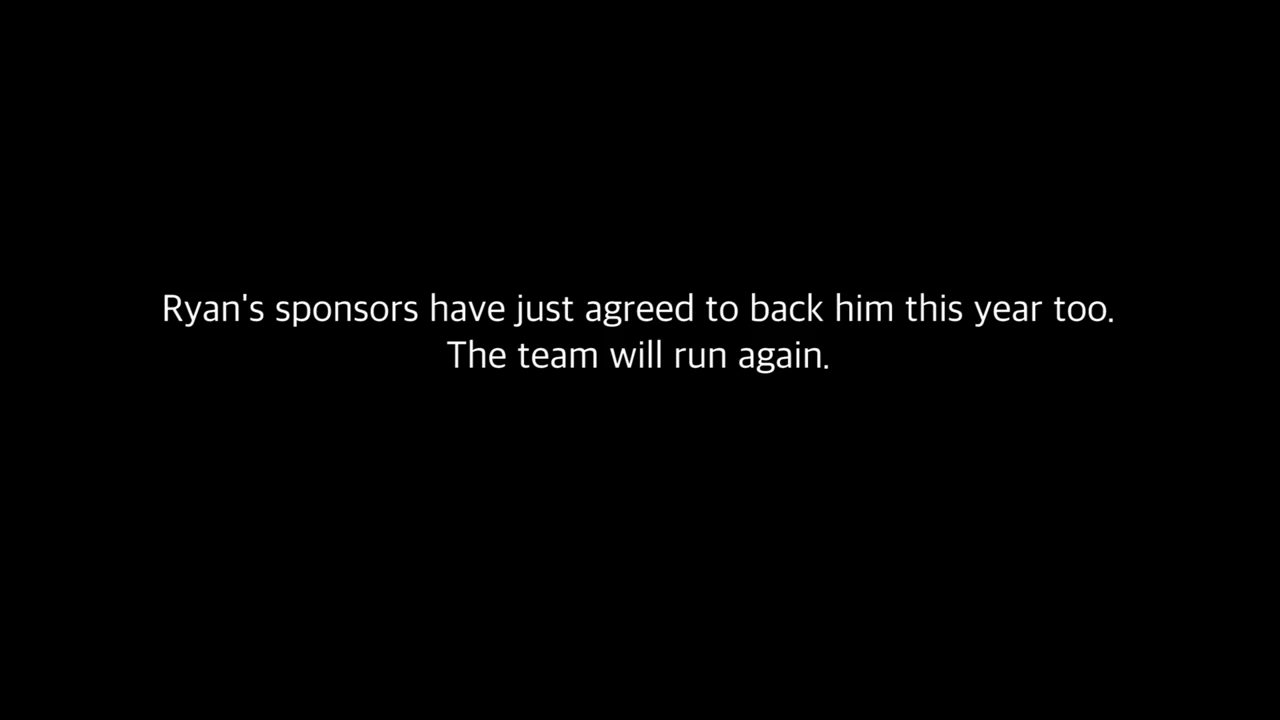 Ryan's sponsors have just agreed to back him this year too.
The team will run again.